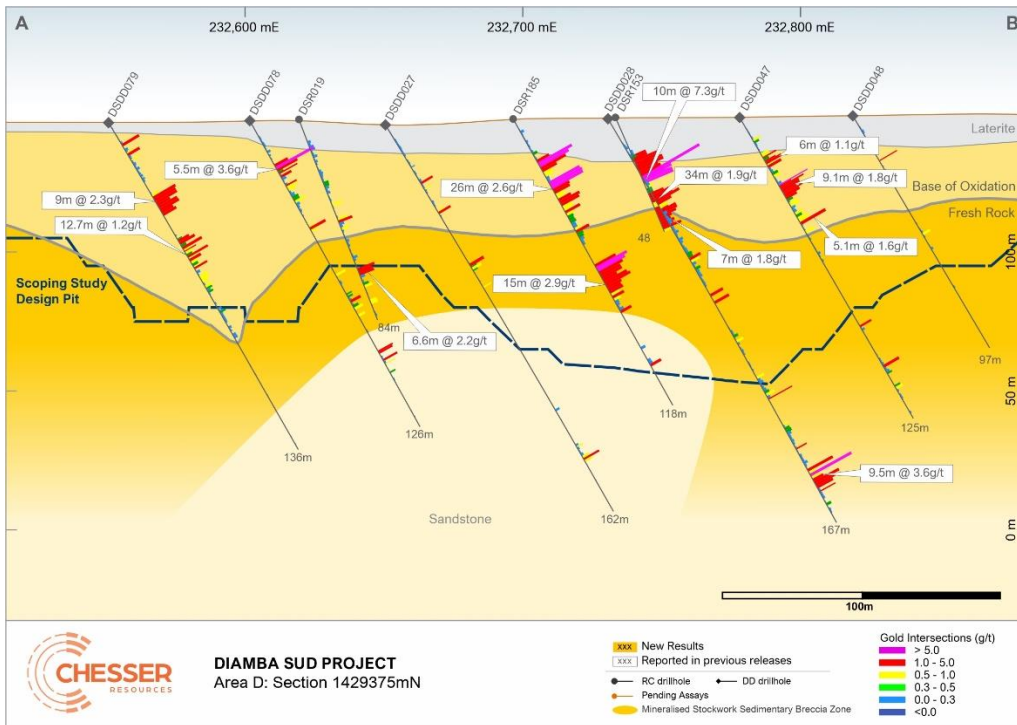 A
232,600 mE
232,700 mE
232,800 mE
B
DSDD079
DSDD078
DSR019
DSDD027
DSR185
DSDD028
DSR153
DSDD047
DSDD048
10m @ 7.3g/t
Laterite
5.5m @ 3.6g/t
6m @ 1.1g/t
34m @ 1.9g/t
9.1m @ 1.8g/t
26m @ 2.6g/t
Base of Oxidation
9m @ 2.3g/t
Fresh Rock
12.7m @ 1.2g/t
48
5.1m @ 1.6g/t
7m @ 1.8g/t
100m
Scoping Study
Design Pit
15m @ 2.9g/t
84m
6.6m @ 2.2g/t
97m
50 m
118m
125m
126m
136m
9.5m @ 3.6g/t
Sandstone
162m
167m
0 m
100m
CHESSER
RESOURCES
DIAMBA SUD PROJECT
Area D: Section 1429375mN
xxx New Results
xxx Reported in previous releases
RC drillhole
DD drillhole
Pending Assays
Mineralised Stockwork Sedimentary Breccia Zone
Gold Intersections (g/t)
> 5.0
1.0 - 5.0
0.5 - 1.0
0.3 - 0.5
0.0 - 0.3
<0.0